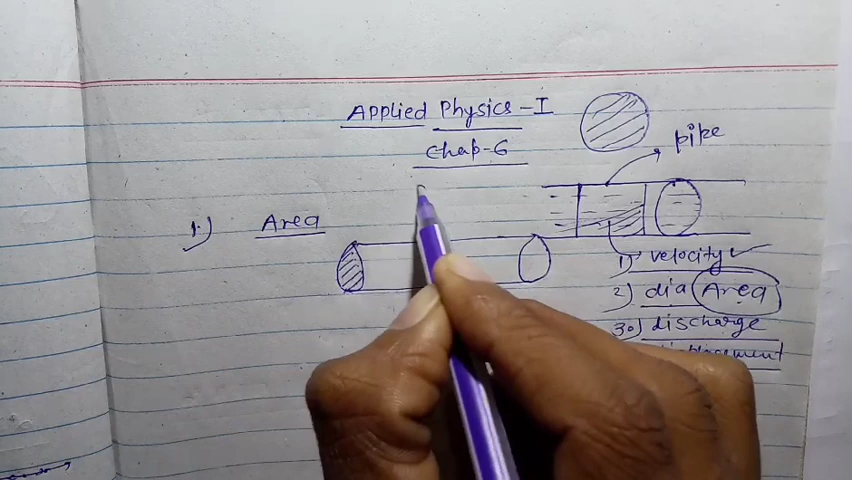 Applied Physics-I
Chap-6
pipe
1.) Area
1) velocity
2) dia Area
3) discharge